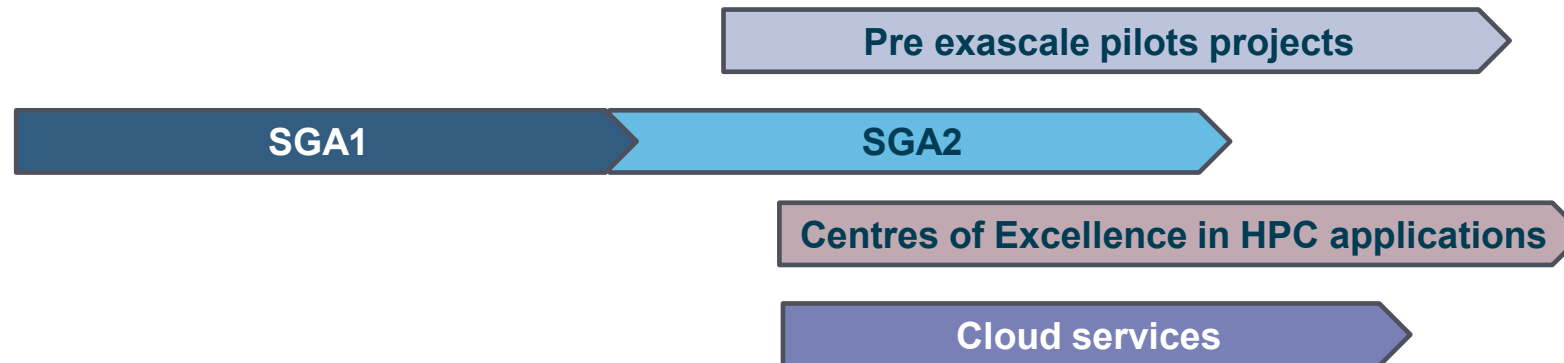 Pre exascale pilots projects
SGA1
SGA2
Centres of Excellence in HPC applications
Cloud services